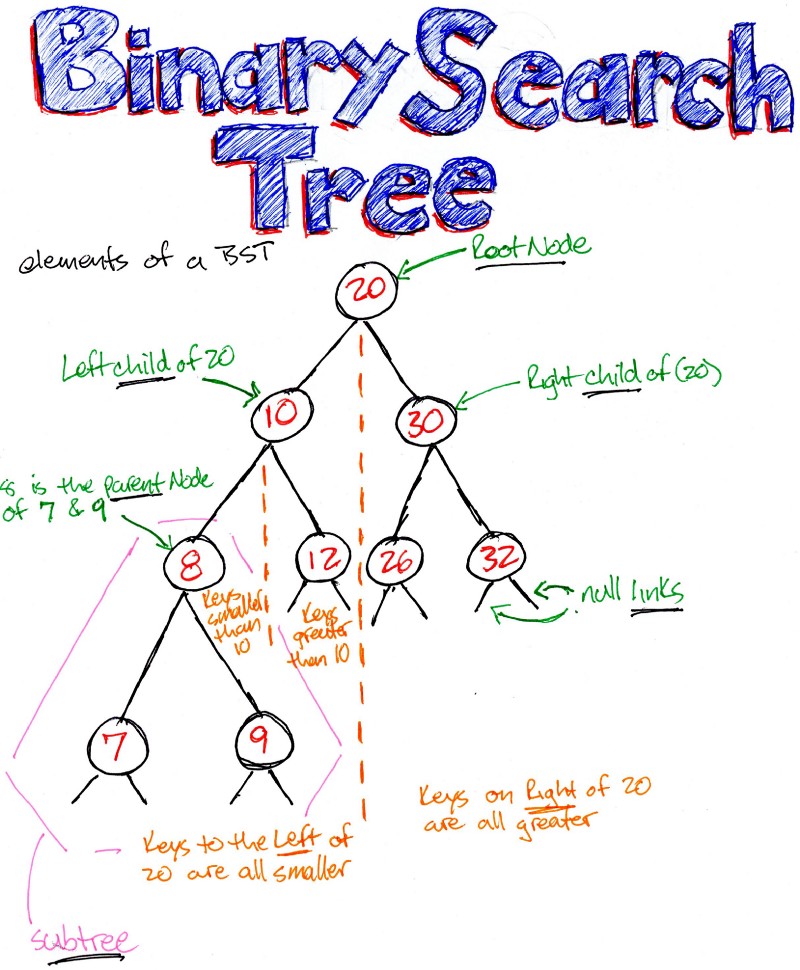 Binary Search
Tree
elements of a BST
Root Node
20
Left child of 20
Right child of (20)
10
30
8 is the parent Node
of 7 & 9
8
12
26
32
null links
Keys
smaller
than
10
Keys
greater
than 10
7
9
Keys on Right of 20
are all greater
Keys to the Left of
20 are all smaller
subtree